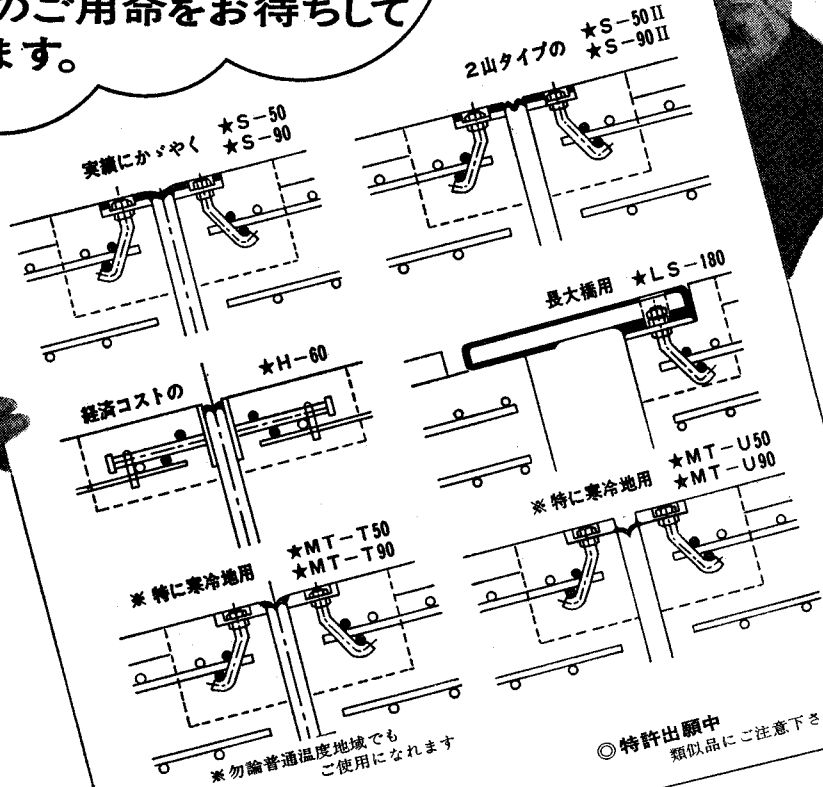 のご用命をお待ちして
ます。
実績にかゞやく ★S-50
★S-90
2山タイプの ★S-50Ⅱ
★S-90Ⅱ
経済コストの ★H-60
長大橋用 ★LS-180
※特に寒冷地用 ★MT-T50
★MT-T90
※特に寒冷地用 ★MT-U50
★MT-U90
※勿論普通温度地域でも
ご使用になれます
◎特許出願中
類似品にご注意下さ